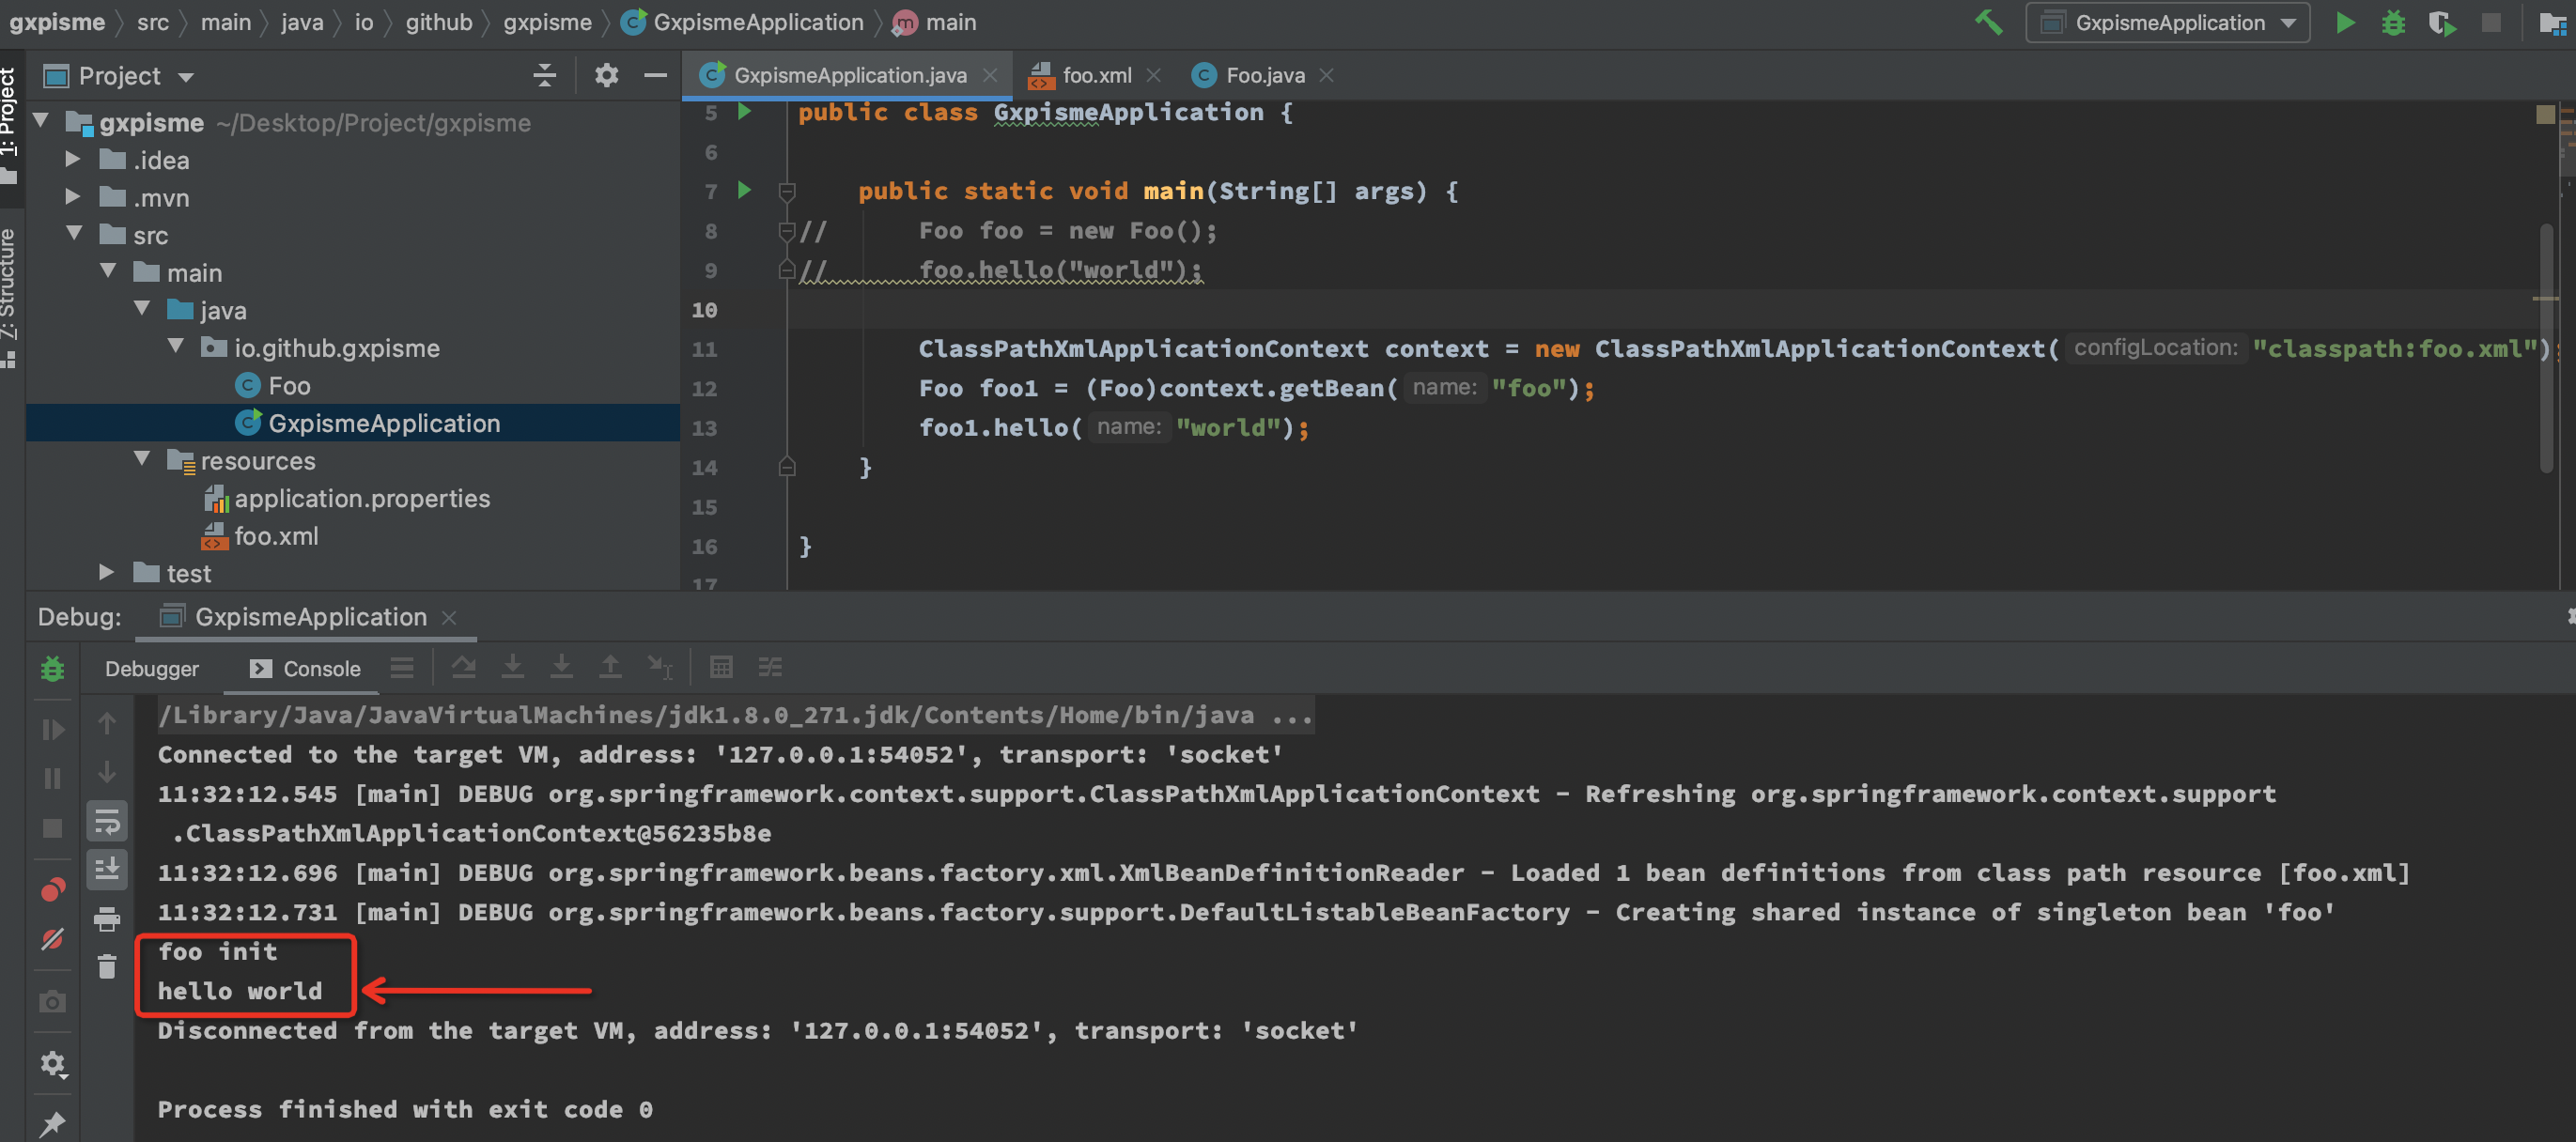 gxpisme src main java io github gxpisme GxpismeApplication main
GxpismeApplication
1: Project
7: Structure
Project
gxpisme ~/Desktop/Project/gxpisme
.idea
.mvn
src
main
java
io.github.gxpisme
Foo
GxpismeApplication
resources
application.properties
foo.xml
test
GxpismeApplication.java foo.xml Foo.java
5 public class GxpismeApplication {
6
7 public static void main(String[] args) {
8 // Foo foo = new Foo();
9 // foo.hello("world");
10
11 ClassPathXmlApplicationContext context = new ClassPathXmlApplicationContext( configLocation: "classpath:foo.xml");
12 Foo foo1 = (Foo)context.getBean( name: "foo");
13 foo1.hello( name: "world");
14 }
15
16 }
17
Debug: GxpismeApplication
Debugger Console
/Library/Java/JavaVirtualMachines/jdk1.8.0_271.jdk/Contents/Home/bin/java ...
Connected to the target VM, address: '127.0.0.1:54052', transport: 'socket'
11:32:12.545 [main] DEBUG org.springframework.context.support.ClassPathXmlApplicationContext - Refreshing org.springframework.context.support
.ClassPathXmlApplicationContext@56235b8e
11:32:12.696 [main] DEBUG org.springframework.beans.factory.xml.XmlBeanDefinitionReader - Loaded 1 bean definitions from class path resource [foo.xml]
11:32:12.731 [main] DEBUG org.springframework.beans.factory.support.DefaultListableBeanFactory - Creating shared instance of singleton bean 'foo'
foo init
hello world
Disconnected from the target VM, address: '127.0.0.1:54052', transport: 'socket'
Process finished with exit code 0